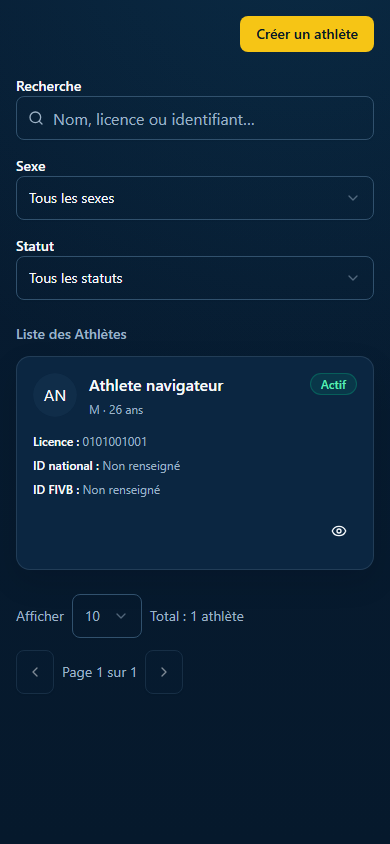 Créer un athlète
Recherche
Nom, licence ou identifiant...
Sexe
Tous les sexes
Statut
Tous les statuts
Liste des Athlètes
AN
Athlete navigateur
Actif
M · 26 ans
Licence : 0101001001
ID national : Non renseigné
ID FIVB : Non renseigné
Afficher 10 Total : 1 athlète
Page 1 sur 1